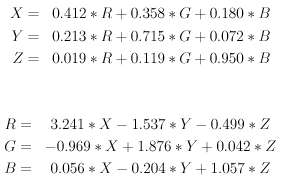 X = 0.412 * R + 0.358 * G + 0.180 * B
Y = 0.213 * R + 0.715 * G + 0.072 * B
Z = 0.019 * R + 0.119 * G + 0.950 * B
R = 3.241 * X − 1.537 * Y − 0.499 * Z
G = −0.969 * X + 1.876 * Y + 0.042 * Z
B = 0.056 * X − 0.204 * Y + 1.057 * Z